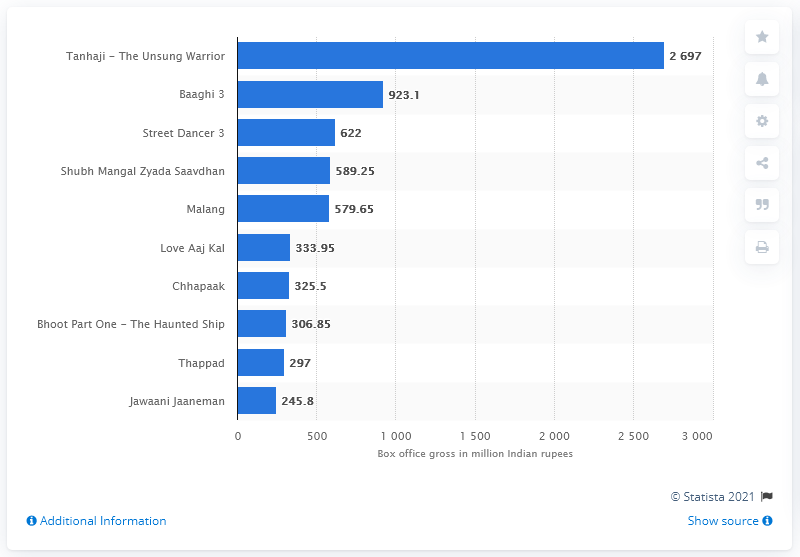 Tanhaji – The Unsung Warrior 2 697
Baaghi 3 923.1
Street Dancer 3 622
Shubh Mangal Zyada Saavdhan 589.25
Malang 579.65
Love Aaj Kal 333.95
Chhapaak 325.5
Bhoot Part One – The Haunted Ship 306.85
Thappad 297
Jawaani Jaaneman 245.8
0 500 1 000 1 500 2 000 2 500 3 000
Box office gross in million Indian rupees
© Statista 2021
Additional Information Show source